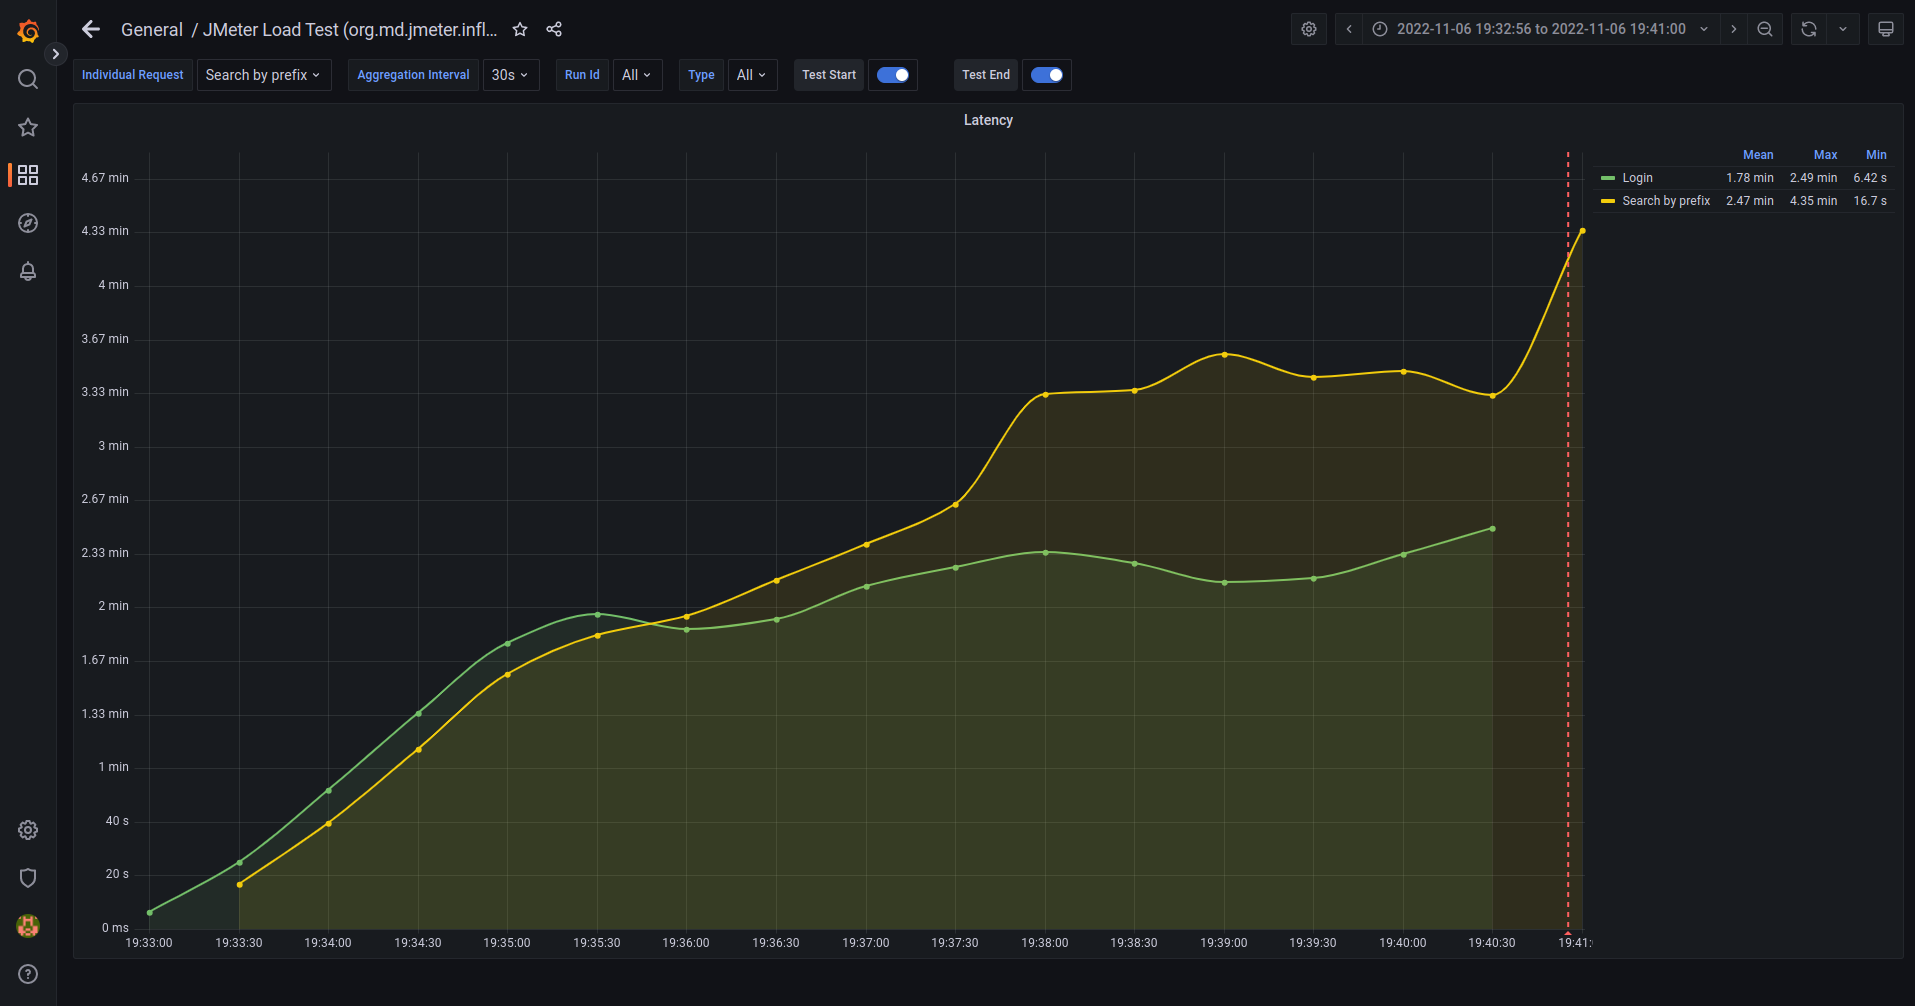 General / JMeter Load Test (org.md.jmeter.infl...
2022-11-06 19:32:56 to 2022-11-06 19:41:00
Individual Request Search by prefix Aggregation Interval 30s Run Id All Type All Test Start Test End
Latency
4.67 min
4.33 min
4 min
3.67 min
3.33 min
3 min
2.67 min
2.33 min
2 min
1.67 min
1.33 min
1 min
40 s
20 s
0 ms
19:33:00 19:33:30 19:34:00 19:34:30 19:35:00 19:35:30 19:36:00 19:36:30 19:37:00 19:37:30 19:38:00 19:38:30 19:39:00 19:39:30 19:40:00 19:40:30 19:41:
Mean Max Min
Login 1.78 min 2.49 min 6.42 s
Search by prefix 2.47 min 4.35 min 16.7 s